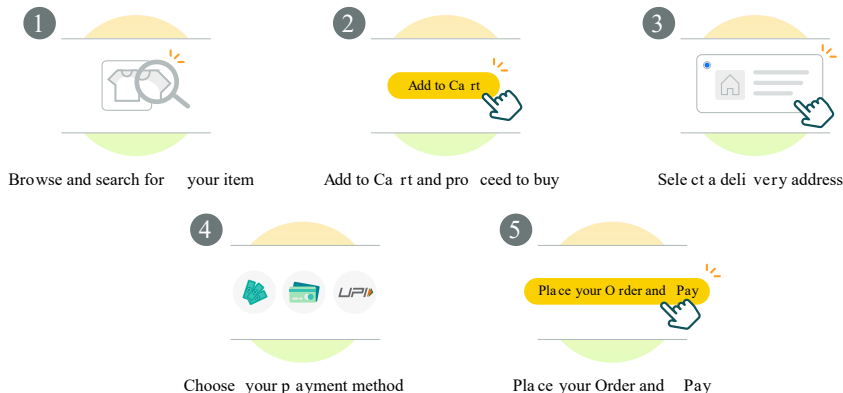 1
2
3
Add to Cart
Browse and search for your item
Add to Cart and proceed to buy
Select a delivery address
4
5
UPI
Place your Order and Pay
Choose your payment method
Place your Order and Pay